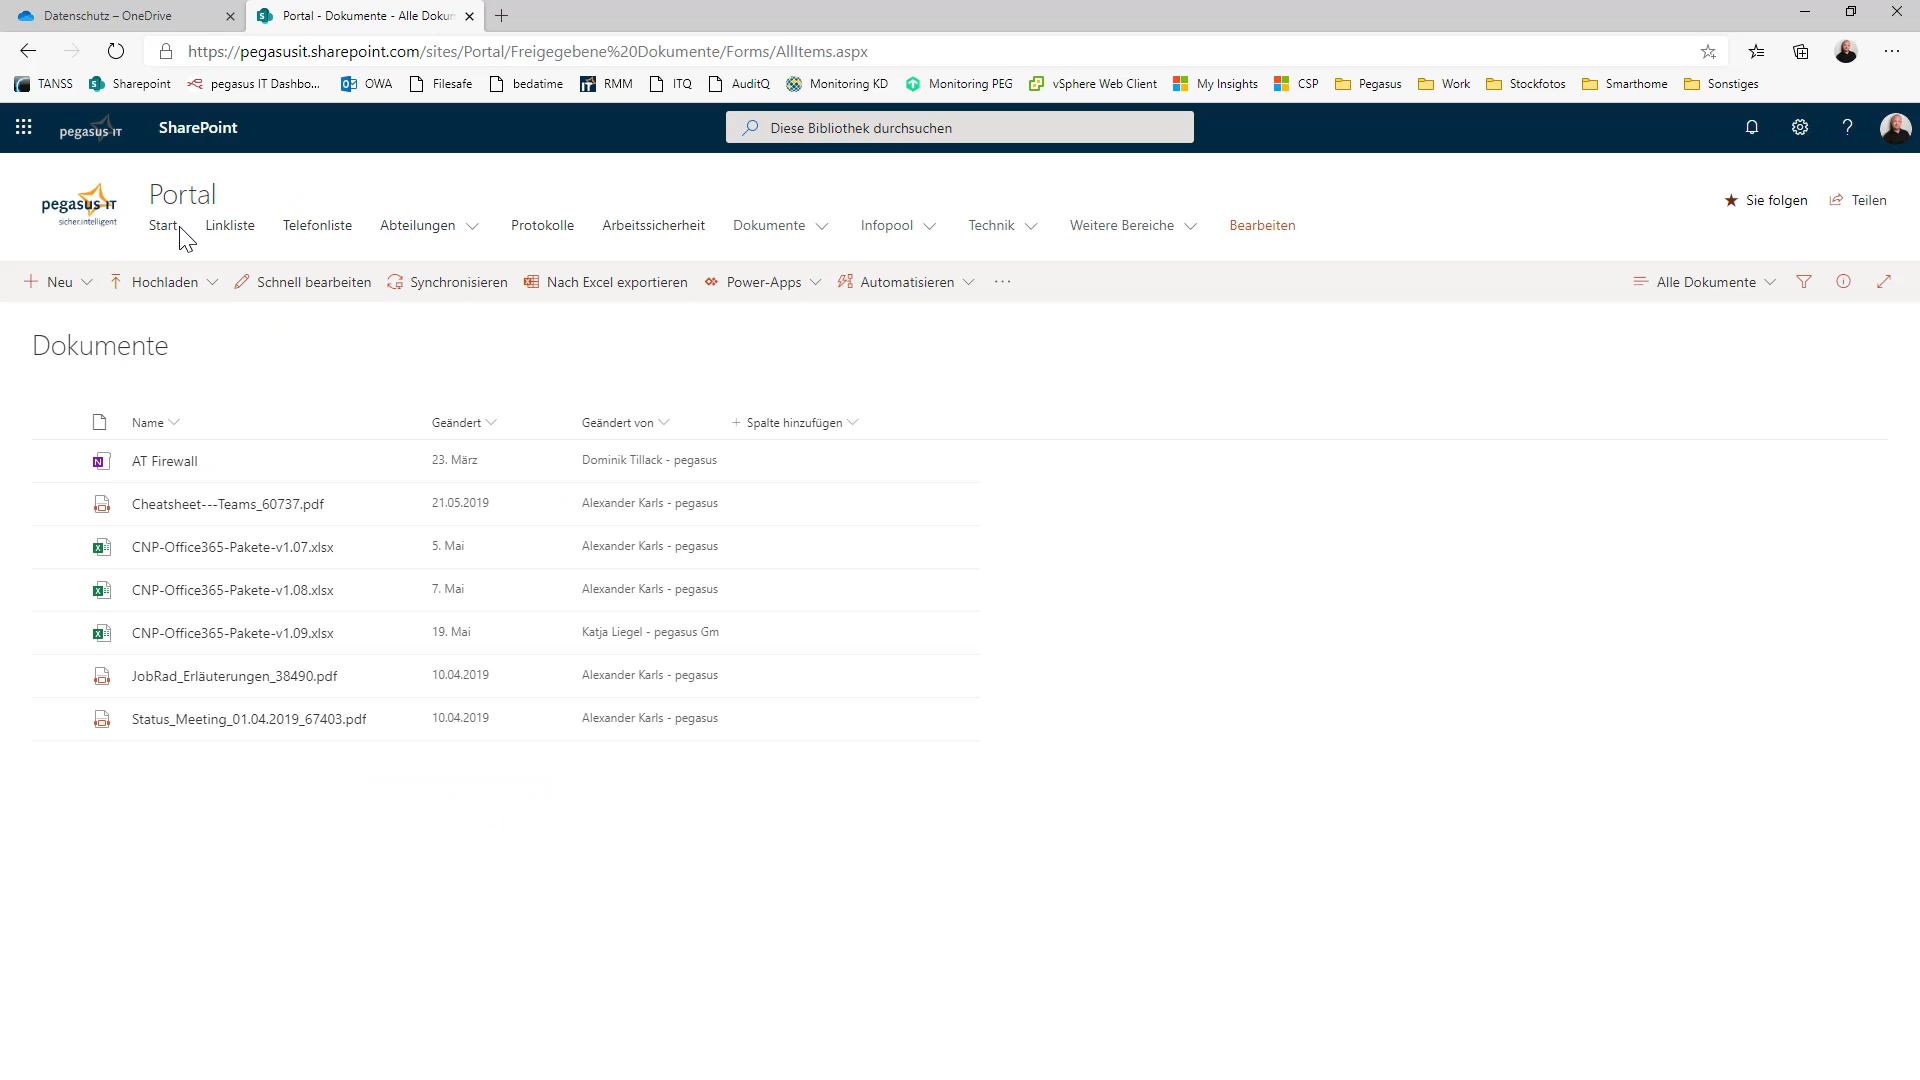 Datenschutz – OneDrive
Portal - Dokumente - Alle Dokum
https://pegasusit.sharepoint.com/sites/Portal/Freigegebene%20Dokumente/Forms/AllItems.aspx
TANSS Sharepoint pegasus IT Dashbo... OWA Filesafe bedatime RMM ITQ AuditQ Monitoring KD Monitoring PEG vSphere Web Client My Insights CSP Pegasus Work Stockfotos Smarthome Sonstiges
pegasus IT SharePoint Diese Bibliothek durchsuchen
pegasus IT
sicher.intelligent
Portal
Sie folgen Teilen
Start Linkliste Telefonliste Abteilungen Protokolle Arbeitssicherheit Dokumente Infopool Technik Weitere Bereiche Bearbeiten
+ Neu Hochladen Schnell bearbeiten Synchronisieren Nach Excel exportieren Power-Apps Automatisieren ... Alle Dokumente
Dokumente
Name Geändert Geändert von + Spalte hinzufügen
AT Firewall 23. März Dominik Tillack - pegasus
Cheatsheet---Teams_60737.pdf 21.05.2019 Alexander Karls - pegasus
CNP-Office365-Pakete-v1.07.xlsx 5. Mai Alexander Karls - pegasus
CNP-Office365-Pakete-v1.08.xlsx 7. Mai Alexander Karls - pegasus
CNP-Office365-Pakete-v1.09.xlsx 19. Mai Katja Liegel - pegasus Gm
JobRad_Erläuterungen_38490.pdf 10.04.2019 Alexander Karls - pegasus
Status_Meeting_01.04.2019_67403.pdf 10.04.2019 Alexander Karls - pegasus